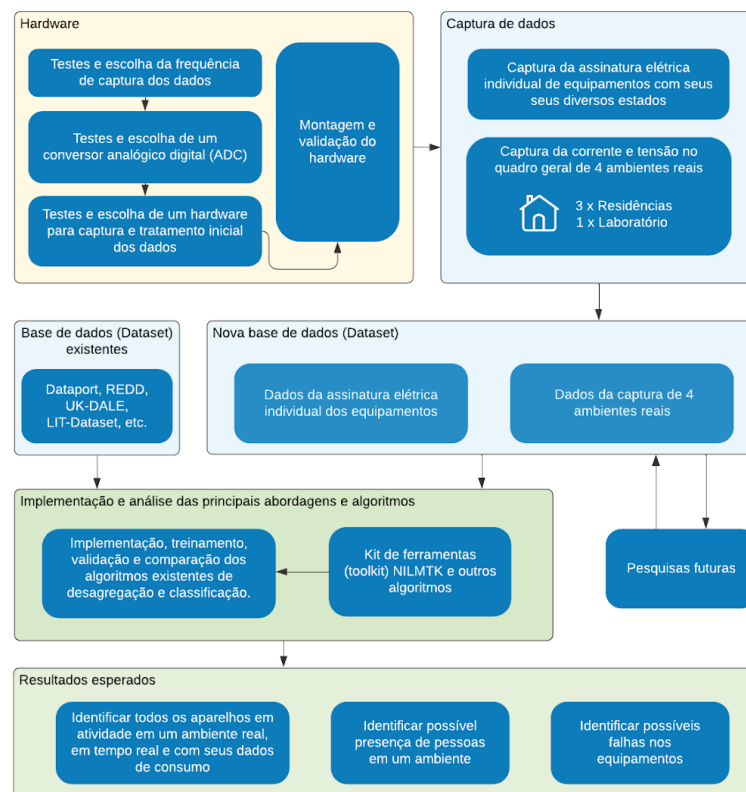 Hardware
Testes e escolha da frequência
de captura dos dados
Testes e escolha de um
conversor analógico digital (ADC)
Testes e escolha de um hardware
para captura e tratamento inicial
dos dados
Montagem e
validação do
hardware
Captura de dados
Captura da assinatura elétrica
individual de equipamentos com seus
seus diversos estados
Captura da corrente e tensão no
quadro geral de 4 ambientes reais
3 x Residências
1 x Laboratório
Base de dados (Dataset)
existentes
Dataport, REDD,
UK-DALE,
LIT-Dataset, etc.
Nova base de dados (Dataset)
Dados da assinatura elétrica
individual dos equipamentos
Dados da captura de 4
ambientes reais
Implementação e análise das principais abordagens e algoritmos
Implementação, treinamento,
validação e comparação dos
algoritmos existentes de
desagregação e classificação.
Kit de ferramentas
(toolkit) NILMTK e outros
algoritmos
Pesquisas futuras
Resultados esperados
Identificar todos os aparelhos em
atividade em um ambiente real,
em tempo real e com seus dados
de consumo
Identificar possível
presença de pessoas
em um ambiente
Identificar possíveis
falhas nos
equipamentos